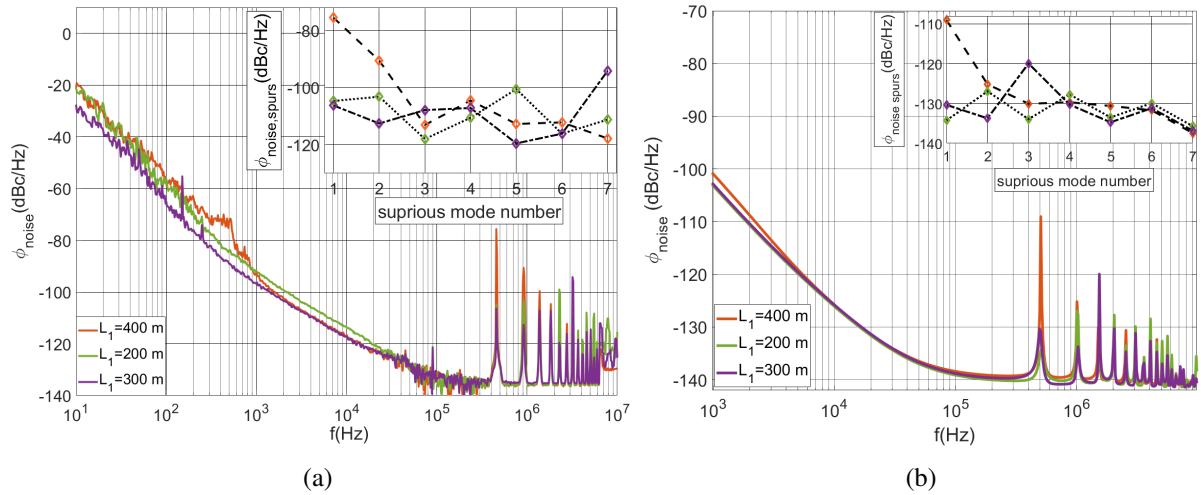 0
-20
-40
-60
-80
-100
-120
-140
ϕnoise(dBc/Hz)
10^1
10^2
10^3
10^4
10^5
10^6
10^7
f(Hz)
L1=400 m
L1=200 m
L1=300 m
ϕnoise,spurs(dBc/Hz)
-80
-100
-120
1 2 3 4 5 6 7
suprious mode number
(a)
-70
-80
-90
-100
-110
-120
-130
-140
ϕnoise(dBc/Hz)
10^3
10^4
10^5
10^6
f(Hz)
L1=400 m
L1=200 m
L1=300 m
ϕnoise spurs(dBc/Hz)
-110
-120
-130
-140
1 2 3 4 5 6 7
suprious mode number
(b)